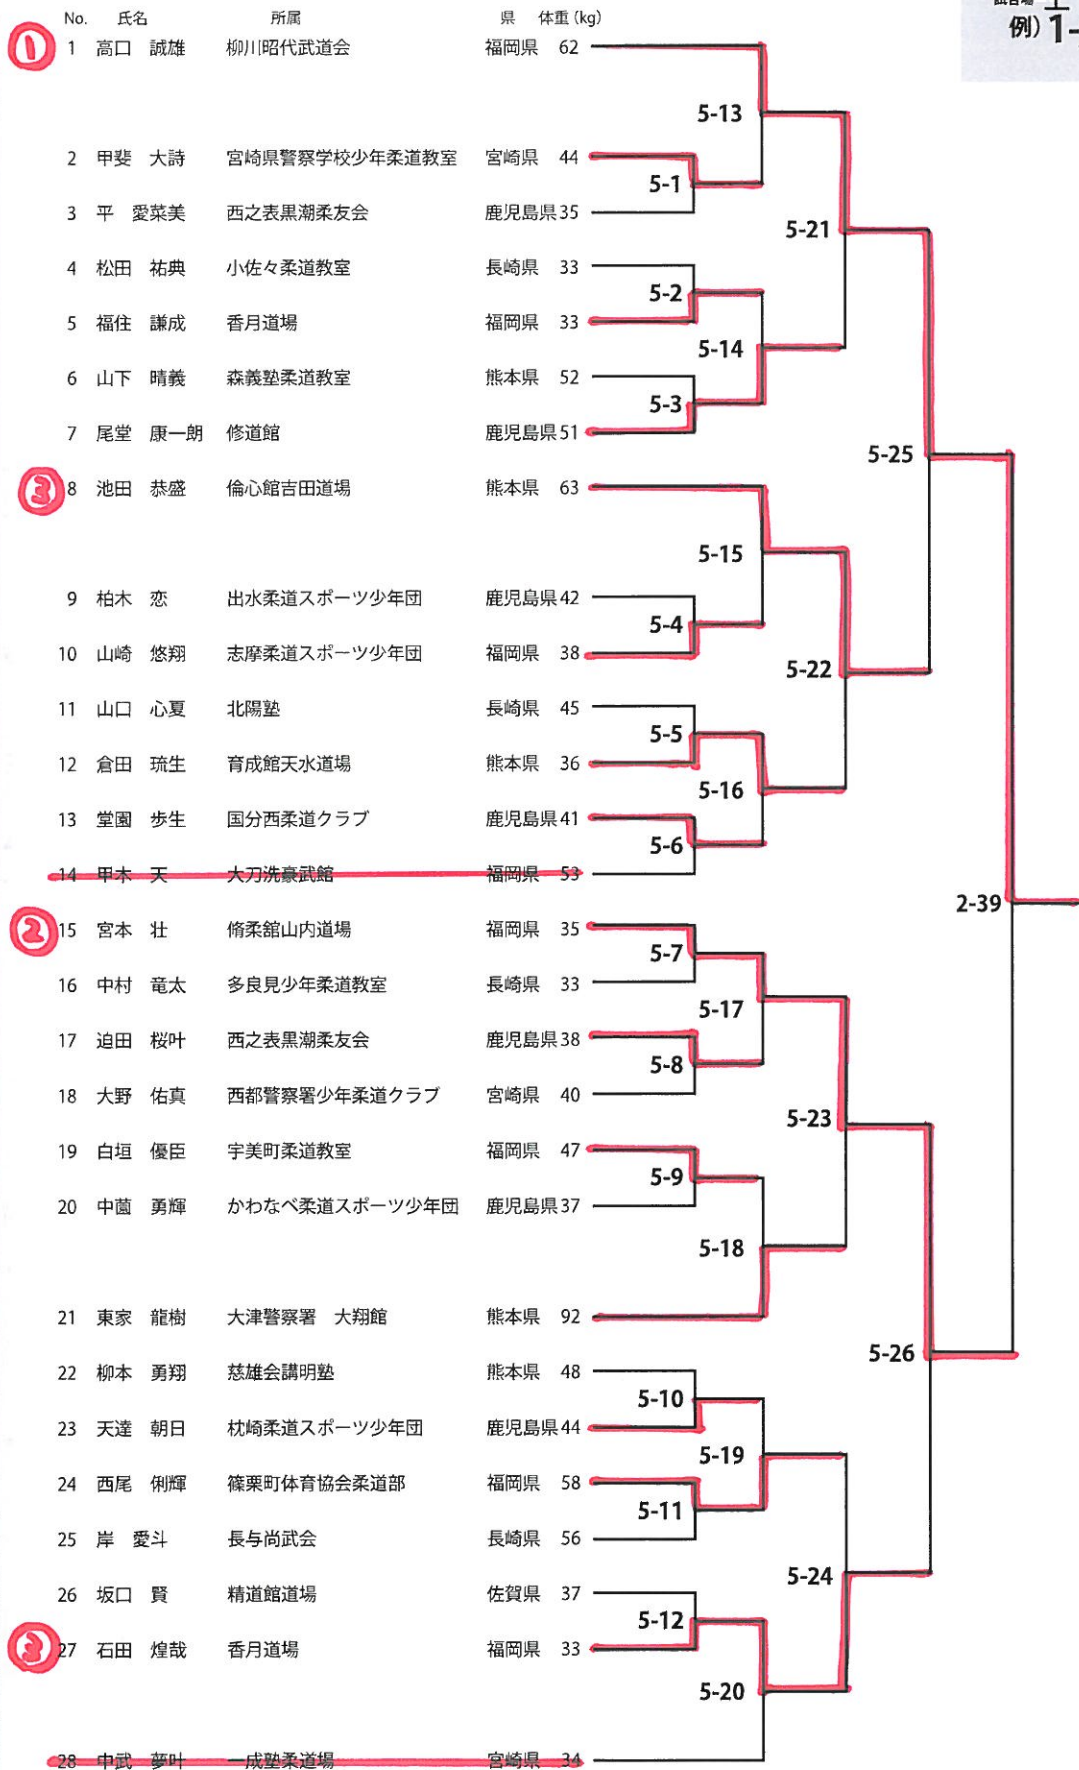 No. 氏名 所属 県 体重(kg)
例) 1-
① 1 高口 誠雄 柳川昭代武道会 福岡県 62
5-13
2 甲斐 大詩 宮崎県警察学校少年柔道教室 宮崎県 44
5-1
3 平 愛菜美 西之表黒潮柔友会 鹿児島県 35
5-21
4 松田 祐典 小佐々柔道教室 長崎県 33
5-2
5 福住 謙成 香月道場 福岡県 33
5-14
6 山下 晴義 森義塾柔道教室 熊本県 52
5-3
7 尾堂 康一朗 修道館 鹿児島県 51
5-25
③ 8 池田 恭盛 倫心館吉田道場 熊本県 63
5-15
9 柏木 恋 出水柔道スポーツ少年団 鹿児島県 42
5-4
10 山崎 悠翔 志摩柔道スポーツ少年団 福岡県 38
5-22
11 山口 心夏 北陽塾 長崎県 45
5-5
12 倉田 琉生 育成館天水道場 熊本県 36
5-16
13 堂園 歩生 国分西柔道クラブ 鹿児島県 41
5-6
14 甲木 天 大刀洗豪武館 福岡県 53
2-39
② 15 宮本 壮 脩柔舘山内道場 福岡県 35
5-7
16 中村 竜太 多良見少年柔道教室 長崎県 33
5-17
17 迫田 桜叶 西之表黒潮柔友会 鹿児島県 38
5-8
18 大野 佑真 西都警察署少年柔道クラブ 宮崎県 40
5-23
19 白垣 優臣 宇美町柔道教室 福岡県 47
5-9
20 中薗 勇輝 かわなべ柔道スポーツ少年団 鹿児島県 37
5-18
21 東家 龍樹 大津警察署 大翔館 熊本県 92
5-26
22 柳本 勇翔 慈雄会講明塾 熊本県 48
5-10
23 天達 朝日 枕崎柔道スポーツ少年団 鹿児島県 44
5-19
24 西尾 俐輝 篠栗町体育協会柔道部 福岡県 58
5-11
25 岸 愛斗 長与尚武会 長崎県 56
5-24
26 坂口 賢 精道館道場 佐賀県 37
5-12
③ 27 石田 煌哉 香月道場 福岡県 33
5-20
28 中武 夢叶 一成塾柔道場 宮崎県 34